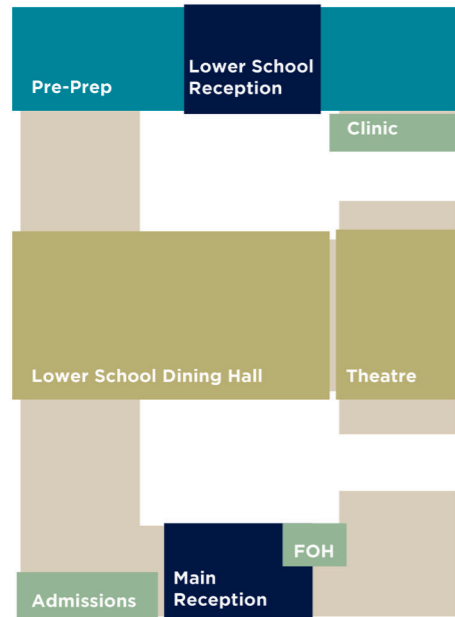 Lower School
Reception
Pre-Prep
Clinic
Lower School Dining Hall
Theatre
FOH
Main
Reception
Admissions